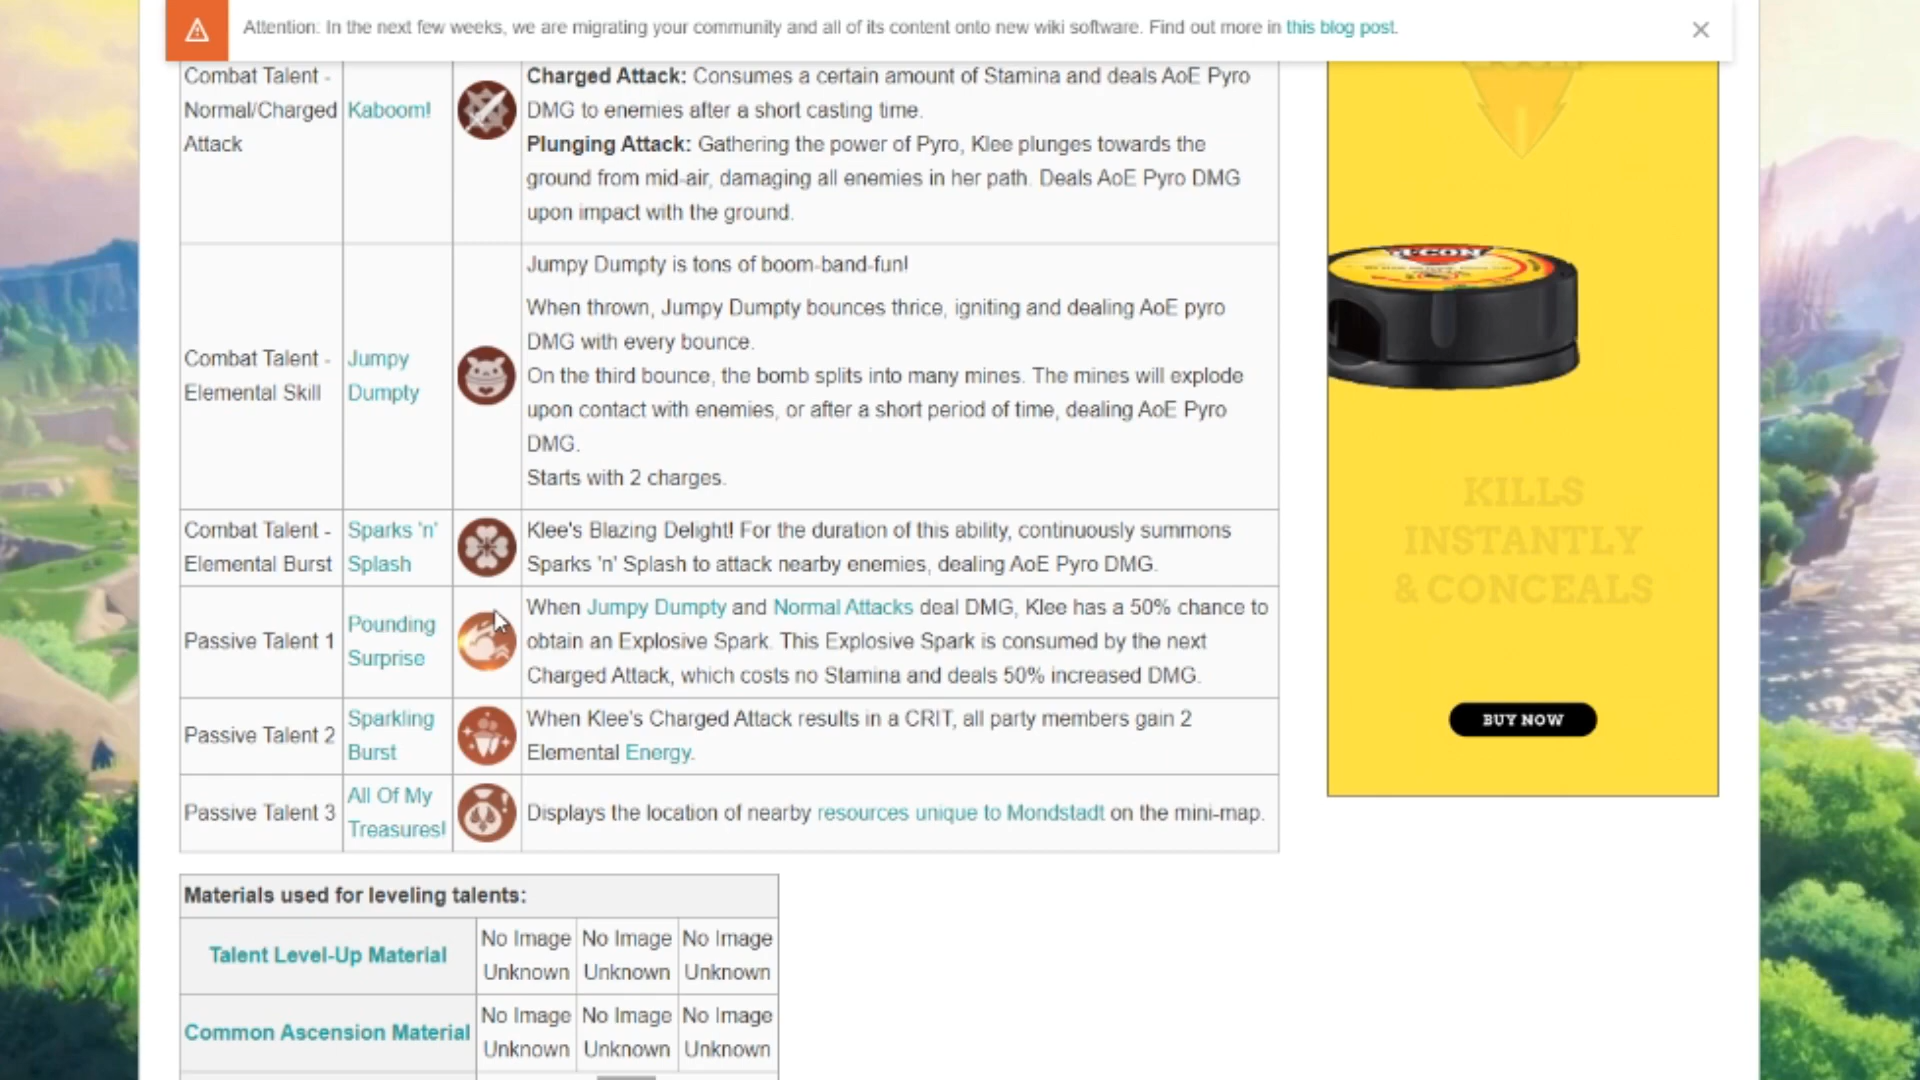 Attention: In the next few weeks, we are migrating your community and all of its content onto new wiki software. Find out more in this blog post.
Combat Talent -
Normal/Charged
Attack
Kaboom!
Charged Attack: Consumes a certain amount of Stamina and deals AoE Pyro
DMG to enemies after a short casting time.
Plunging Attack: Gathering the power of Pyro, Klee plunges towards the
ground from mid-air, damaging all enemies in her path. Deals AoE Pyro DMG
upon impact with the ground.
Combat Talent -
Elemental Skill
Jumpy
Dumpty
Jumpy Dumpty is tons of boom-band-fun!
When thrown, Jumpy Dumpty bounces thrice, igniting and dealing AoE pyro
DMG with every bounce.
On the third bounce, the bomb splits into many mines. The mines will explode
upon contact with enemies, or after a short period of time, dealing AoE Pyro
DMG.
Starts with 2 charges.
Combat Talent -
Elemental Burst
Sparks 'n'
Splash
Klee's Blazing Delight! For the duration of this ability, continuously summons
Sparks 'n' Splash to attack nearby enemies, dealing AoE Pyro DMG.
Passive Talent 1
Pounding
Surprise
When Jumpy Dumpty and Normal Attacks deal DMG, Klee has a 50% chance to
obtain an Explosive Spark. This Explosive Spark is consumed by the next
Charged Attack, which costs no Stamina and deals 50% increased DMG.
Passive Talent 2
Sparkling
Burst
When Klee's Charged Attack results in a CRIT, all party members gain 2
Elemental Energy.
Passive Talent 3
All Of My
Treasures!
Displays the location of nearby resources unique to Mondstadt on the mini-map.
Materials used for leveling talents:
Talent Level-Up Material
No Image No Image No Image
Unknown Unknown Unknown
Common Ascension Material
No Image No Image No Image
Unknown Unknown Unknown
KILLS
INSTANTLY
& CONCEALS
BUY NOW